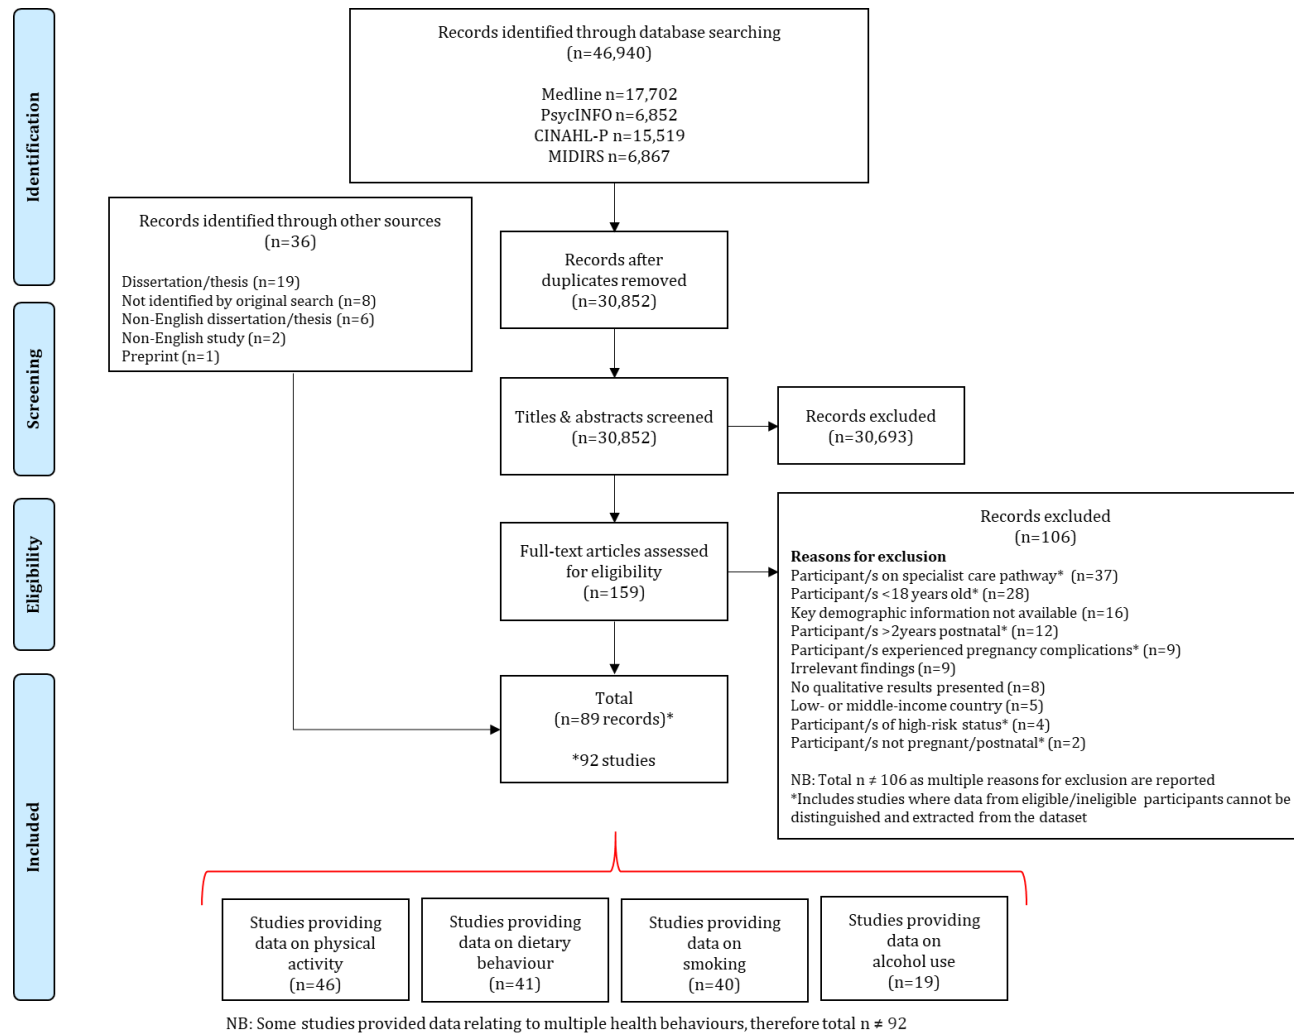 Identification
Records identified through database searching
(n=46,940)
Medline n=17,702
PsycINFO n=6,852
CINAHL-P n=15,519
MIDIRS n=6,867
Records identified through other sources
(n=36)
Dissertation/thesis (n=19)
Not identified by original search (n=8)
Non-English dissertation/thesis (n=6)
Non-English study (n=2)
Preprint (n=1)
Records after
duplicates removed
(n=30,852)
Screening
Titles & abstracts screened
(n=30,852)
Records excluded
(n=30,693)
Eligibility
Full-text articles assessed
for eligibility
(n=159)
Records excluded
(n=106)
Reasons for exclusion
Participant/s on specialist care pathway* (n=37)
Participant/s <18 years old* (n=28)
Key demographic information not available (n=16)
Participant/s >2years postnatal* (n=12)
Participant/s experienced pregnancy complications* (n=9)
Irrelevant findings (n=9)
No qualitative results presented (n=8)
Low- or middle-income country (n=5)
Participant/s of high-risk status* (n=4)
Participant/s not pregnant/postnatal* (n=2)
NB: Total n ≠ 106 as multiple reasons for exclusion are reported
*Includes studies where data from eligible/ineligible participants cannot be
distinguished and extracted from the dataset
Included
Total
(n=89 records)*
*92 studies
Studies providing
data on physical
activity
(n=46)
Studies providing
data on dietary
behaviour
(n=41)
Studies providing
data on
smoking
(n=40)
Studies providing
data on
alcohol use
(n=19)
NB: Some studies provided data relating to multiple health behaviours, therefore total n ≠ 92